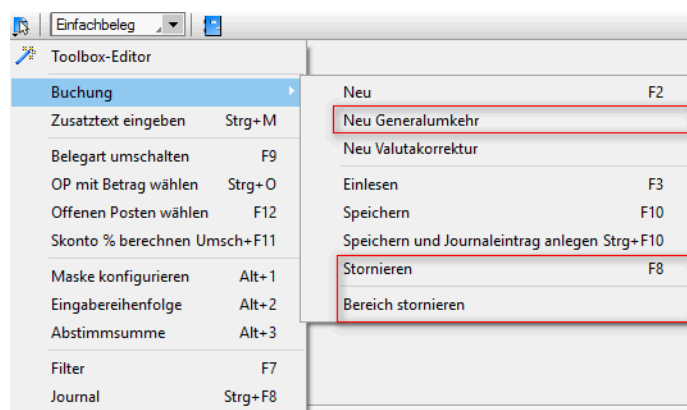 Einfachbeleg
Toolbox-Editor
Buchung
Zusatztext eingeben Strg+M
Belegart umschalten F9
OP mit Betrag wählen Strg+O
Offenen Posten wählen F12
Skonto % berechnen Umsch+F11
Maske konfigurieren Alt+1
Eingabereihenfolge Alt+2
Abstimmsumme Alt+3
Filter F7
Journal Strg+F8
Neu F2
Neu Generalumkehr
Neu Valutakorrektur
Einlesen F3
Speichern F10
Speichern und Journaleintrag anlegen Strg+F10
Stornieren F8
Bereich stornieren